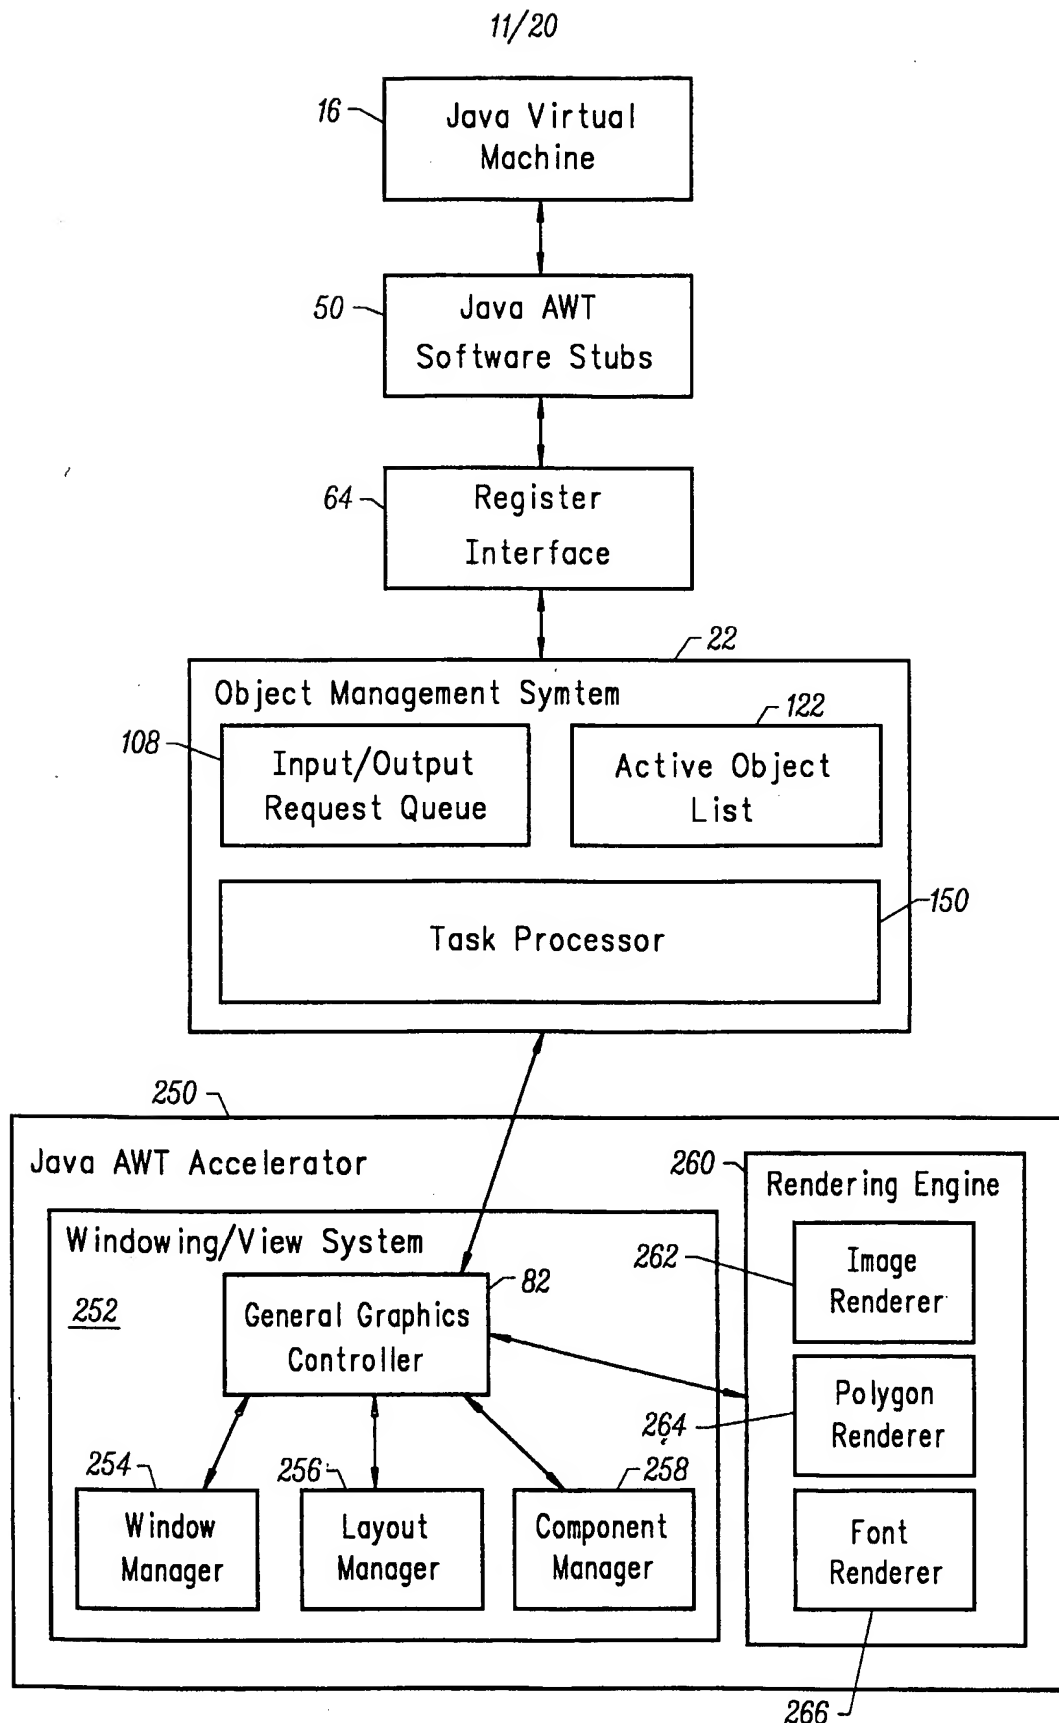 11/20
16
Java Virtual
Machine
50
Java AWT
Software Stubs
64
Register
Interface
22
Object Management Symtem
108
Input/Output
Request Queue
122
Active Object
List
150
Task Processor
250
Java AWT Accelerator
Windowing/View System
252
82
General Graphics
Controller
254
Window
Manager
256
Layout
Manager
258
Component
Manager
260
Rendering Engine
262
Image
Renderer
264
Polygon
Renderer
Font
Renderer
266